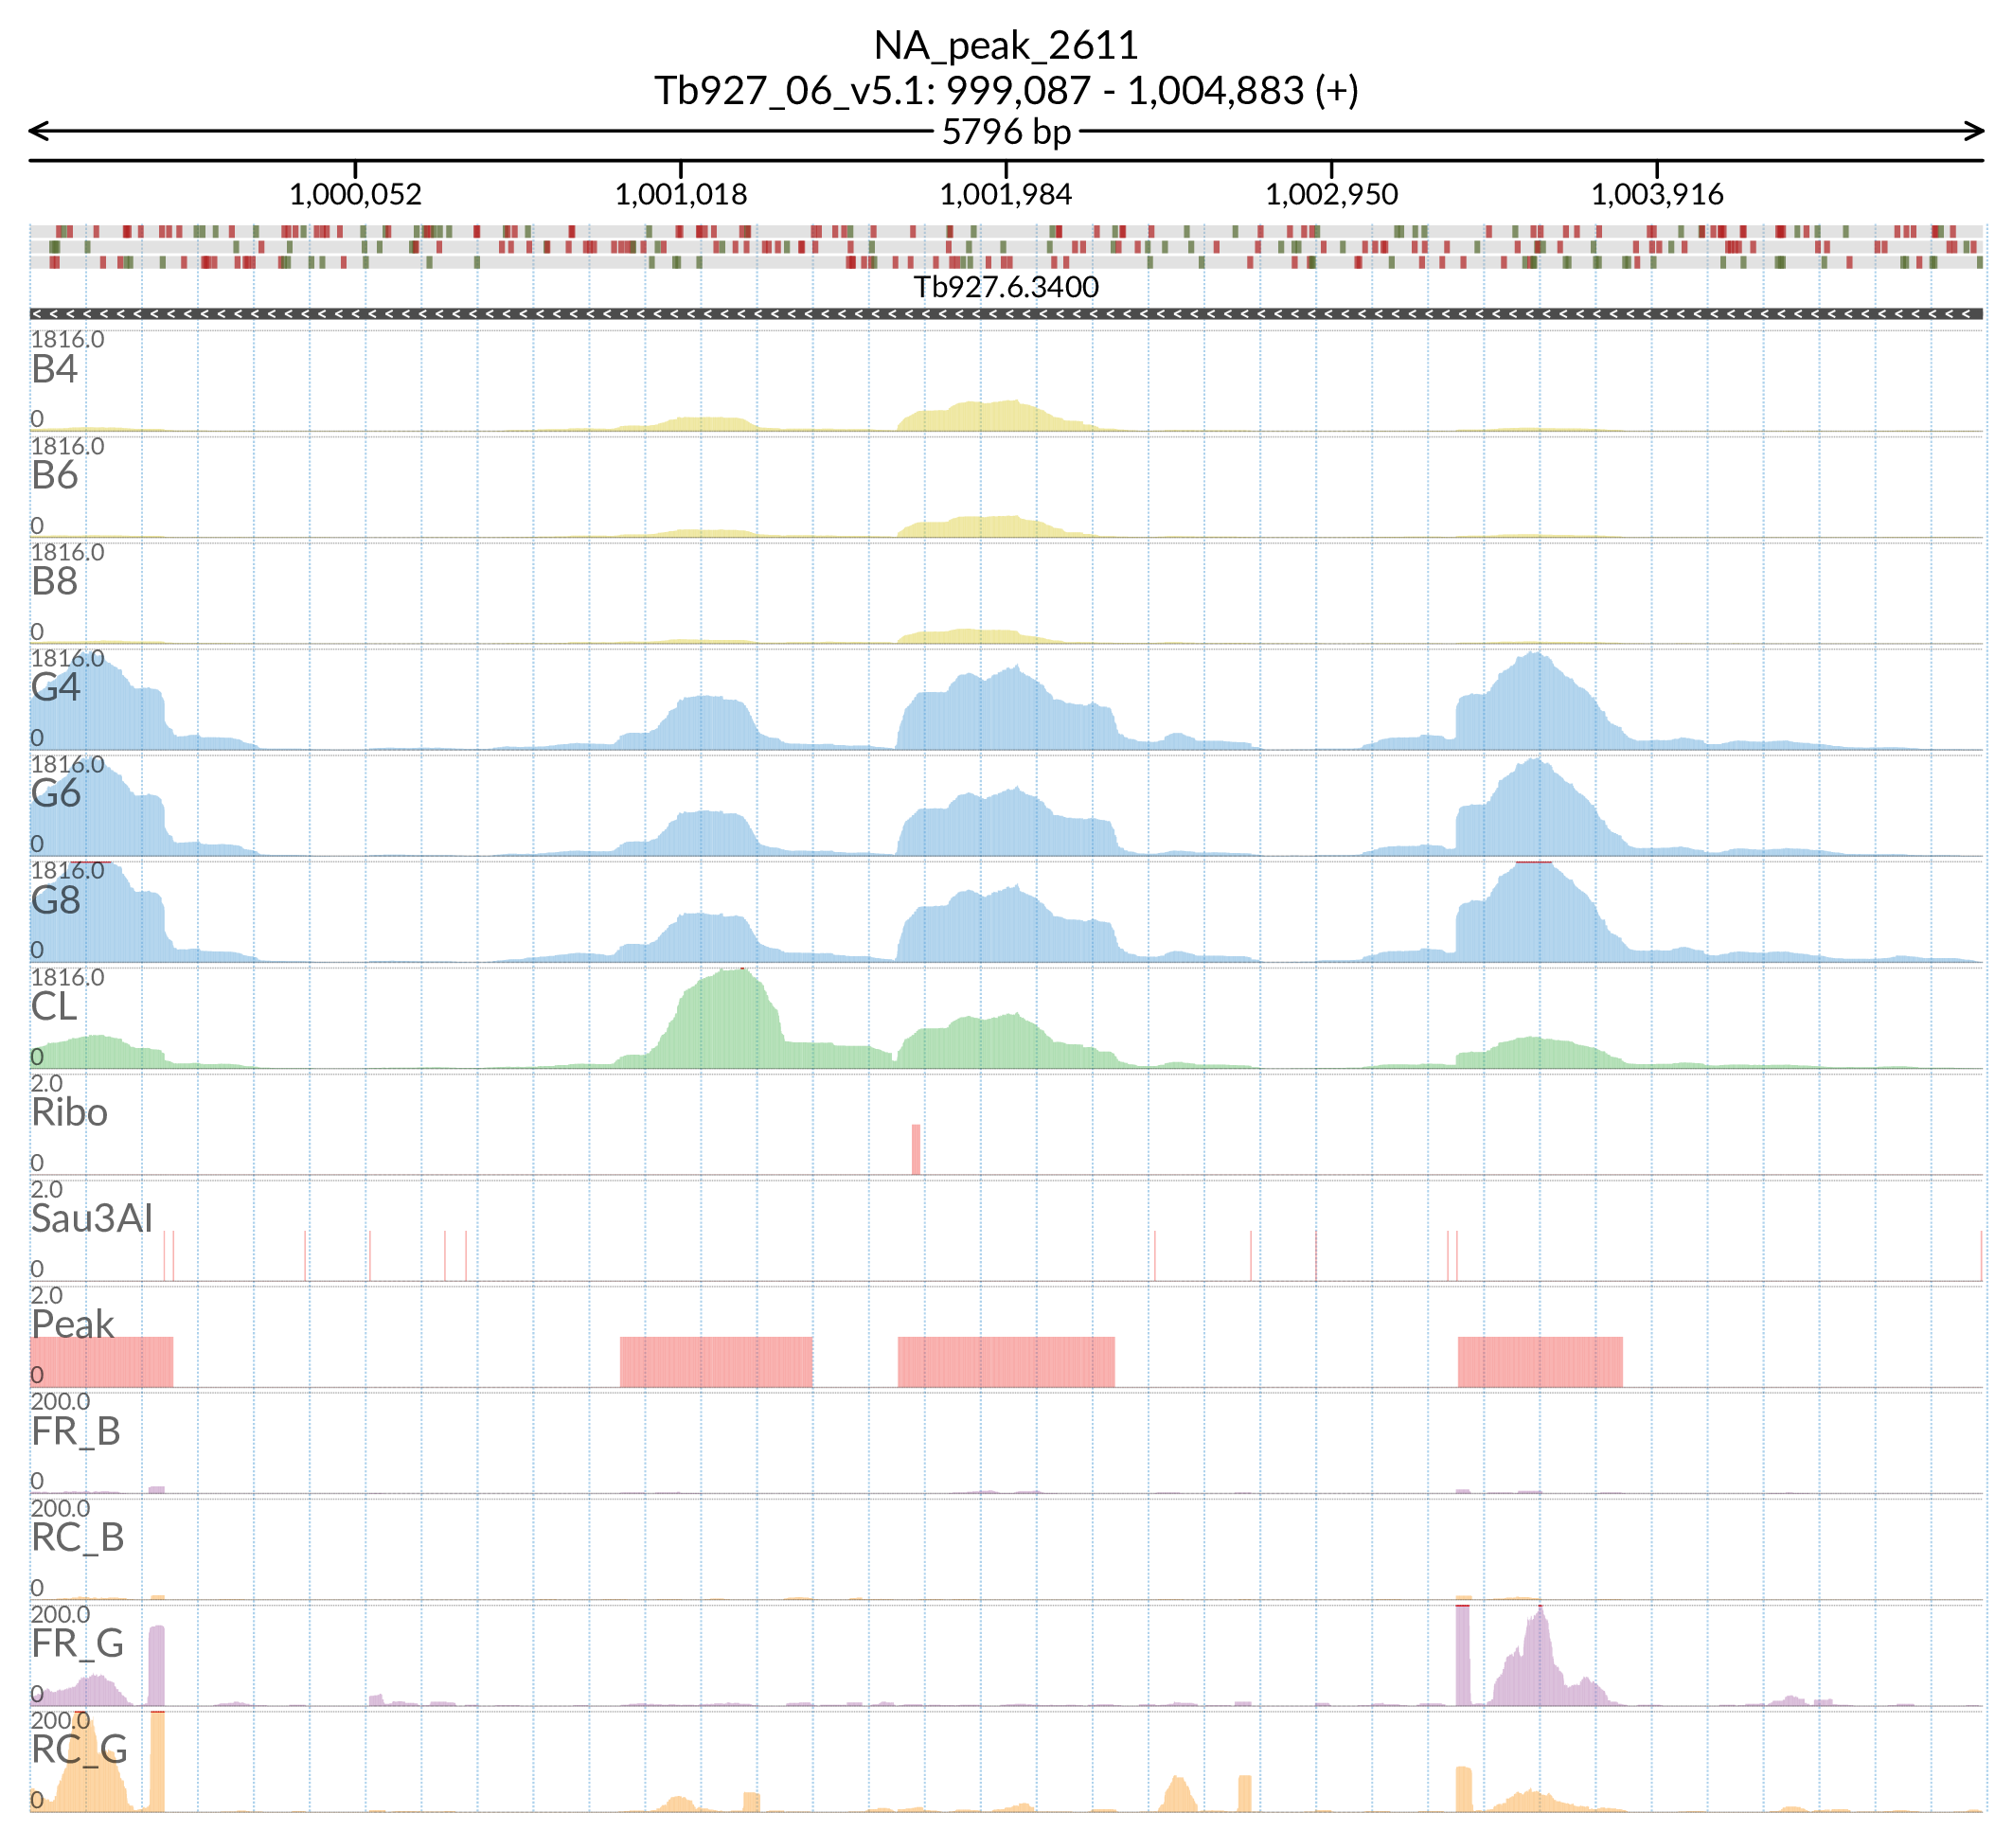 NA_peak_2611
Tb927_06_v5.1: 999,087 - 1,004,883 (+)
5796 bp
1,000,052 1,001,018 1,001,984 1,002,950 1,003,916
Tb927.6.3400
1816.0
B4
0
1816.0
B6
0
1816.0
B8
0
1816.0
G4
0
1816.0
G6
0
1816.0
G8
0
1816.0
CL
0
2.0
Ribo
0
2.0
Sau3AI
0
2.0
Peak
0
200.0
FR_B
0
200.0
RC_B
0
200.0
FR_G
0
200.0
RC_G
0